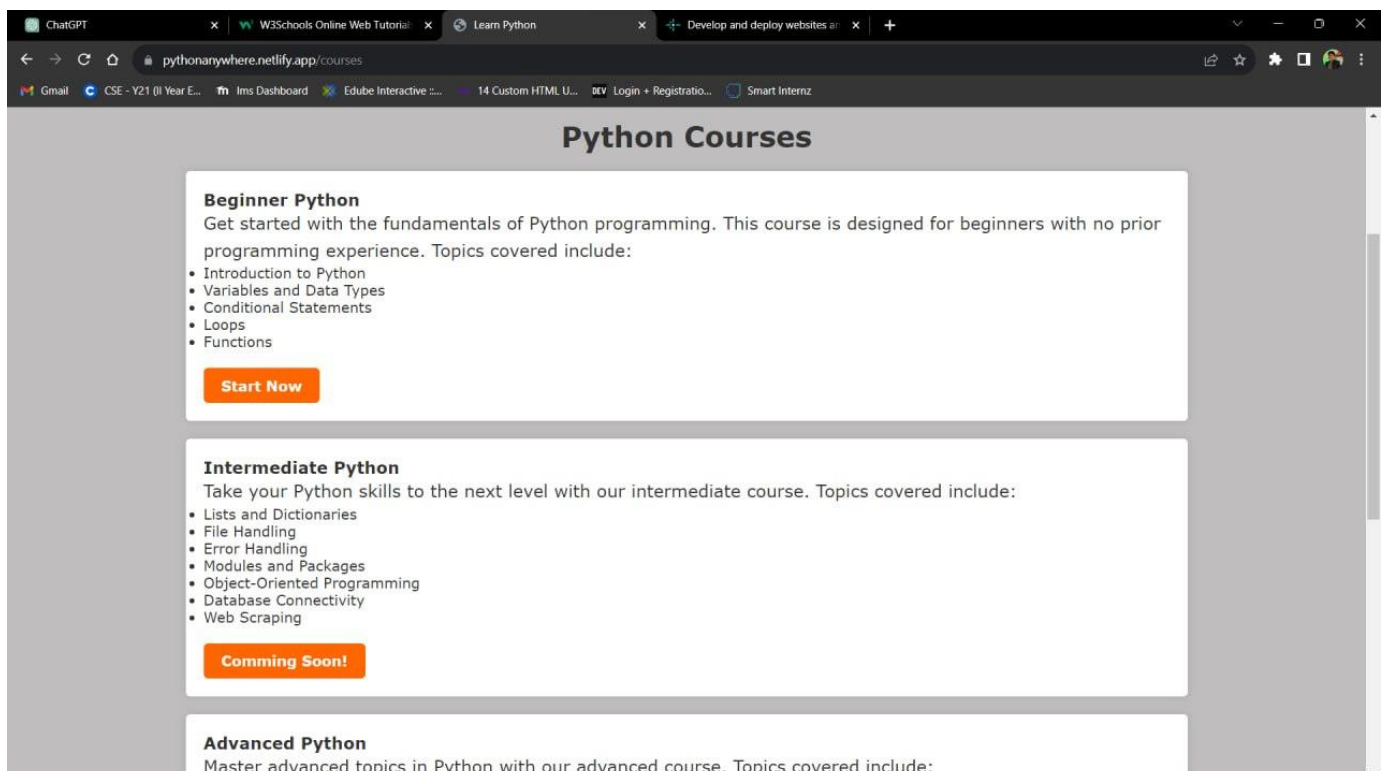 ChatGPT
W3Schools Online Web Tutorial
Learn Python
Develop and deploy websites an
pythonanywhere.netlify.app/courses
Gmail
CSE - Y21 (II Year E...
Ims Dashboard
Edube Interactive ::...
14 Custom HTML U...
DEV Login + Registratio...
Smart Internz
Python Courses
Beginner Python
Get started with the fundamentals of Python programming. This course is designed for beginners with no prior
programming experience. Topics covered include:
• Introduction to Python
• Variables and Data Types
• Conditional Statements
• Loops
• Functions
Start Now
Intermediate Python
Take your Python skills to the next level with our intermediate course. Topics covered include:
• Lists and Dictionaries
• File Handling
• Error Handling
• Modules and Packages
• Object-Oriented Programming
• Database Connectivity
• Web Scraping
Comming Soon!
Advanced Python
Master advanced topics in Python with our advanced course. Topics covered include: